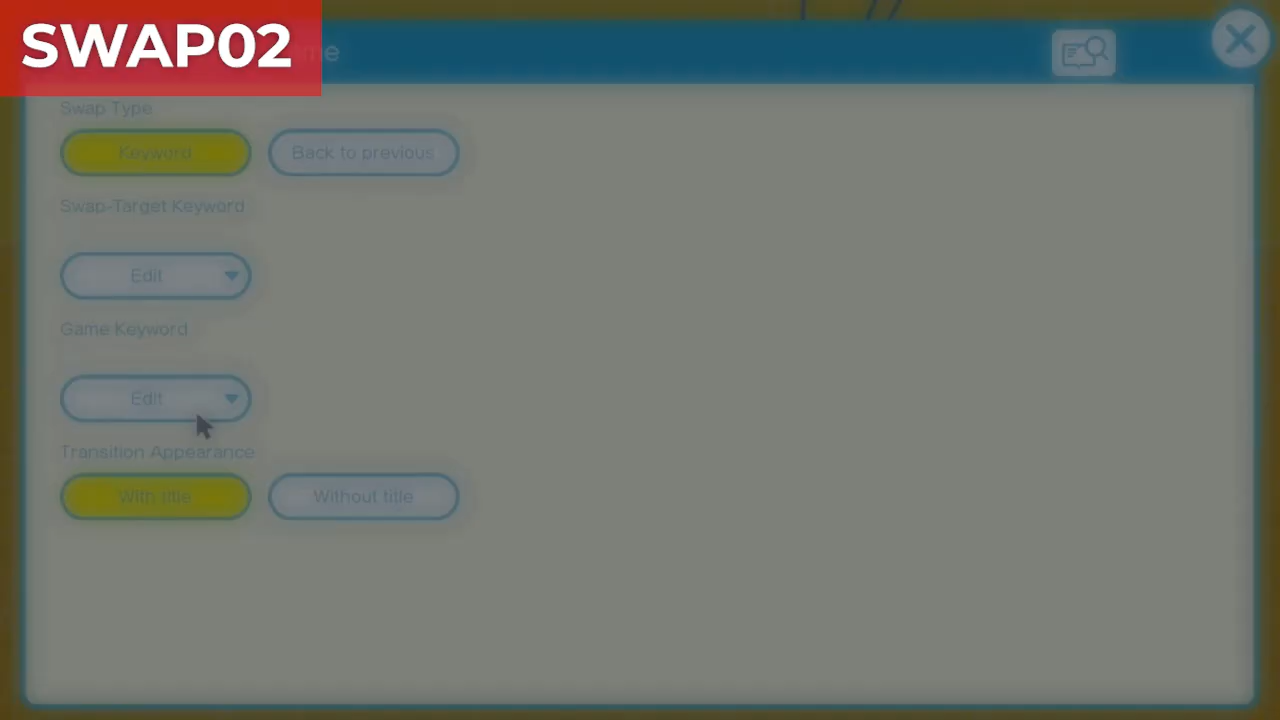 SWAP02
me
Swap Type
Keyword
Back to previous
Swap-Target Keyword
Edit
Game Keyword
Edit
Transition Appearance
With title
Without title